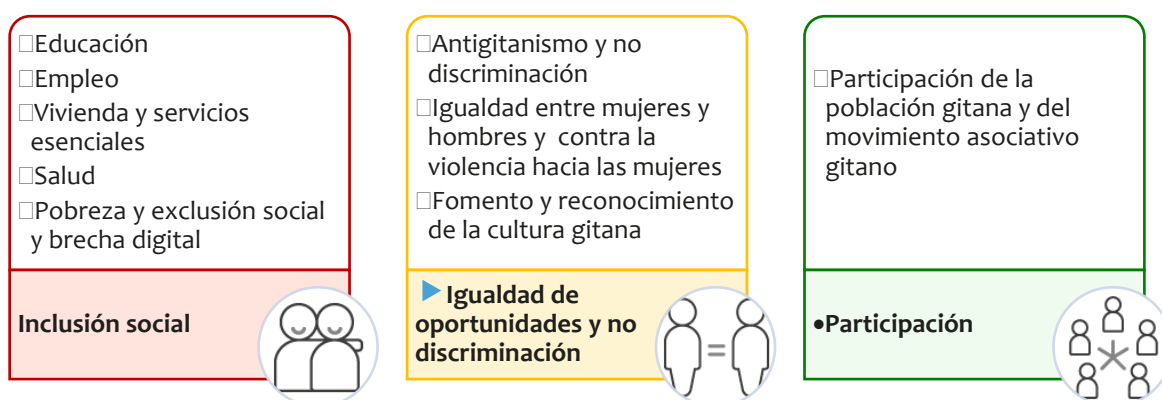 □Educación
□Empleo
□Vivienda y servicios
esenciales
□Salud
□Pobreza y exclusión social
y brecha digital
Inclusión social
□Antigitanismo y no
discriminación
□Igualdad entre mujeres y
hombres y contra la
violencia hacia las mujeres
□Fomento y reconocimiento
de la cultura gitana
▶Igualdad de
oportunidades y no
discriminación
=
□Participación de la
población gitana y del
movimiento asociativo
gitano
•Participación